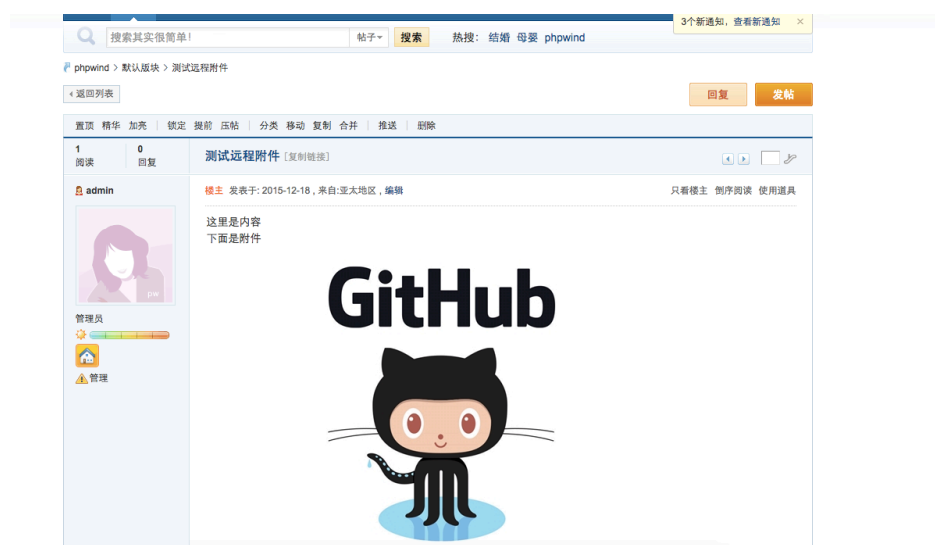 3个新通知，查看新通知 ×
搜索其实很简单！ 帖子 搜索 热搜： 结婚 母婴 phpwind
phpwind > 默认版块 > 测试远程附件
‹ 返回列表
回复 发帖
置顶 精华 加亮 锁定 提前 压帖 分类 移动 复制 合并 推送 删除
1 阅读 0 回复
测试远程附件 [复制链接]
admin
楼主 发表于: 2015-12-18 , 来自:亚太地区 , 编辑
只看楼主 倒序阅读 使用道具
这里是内容
下面是附件
GitHub
pw
管理员
管理